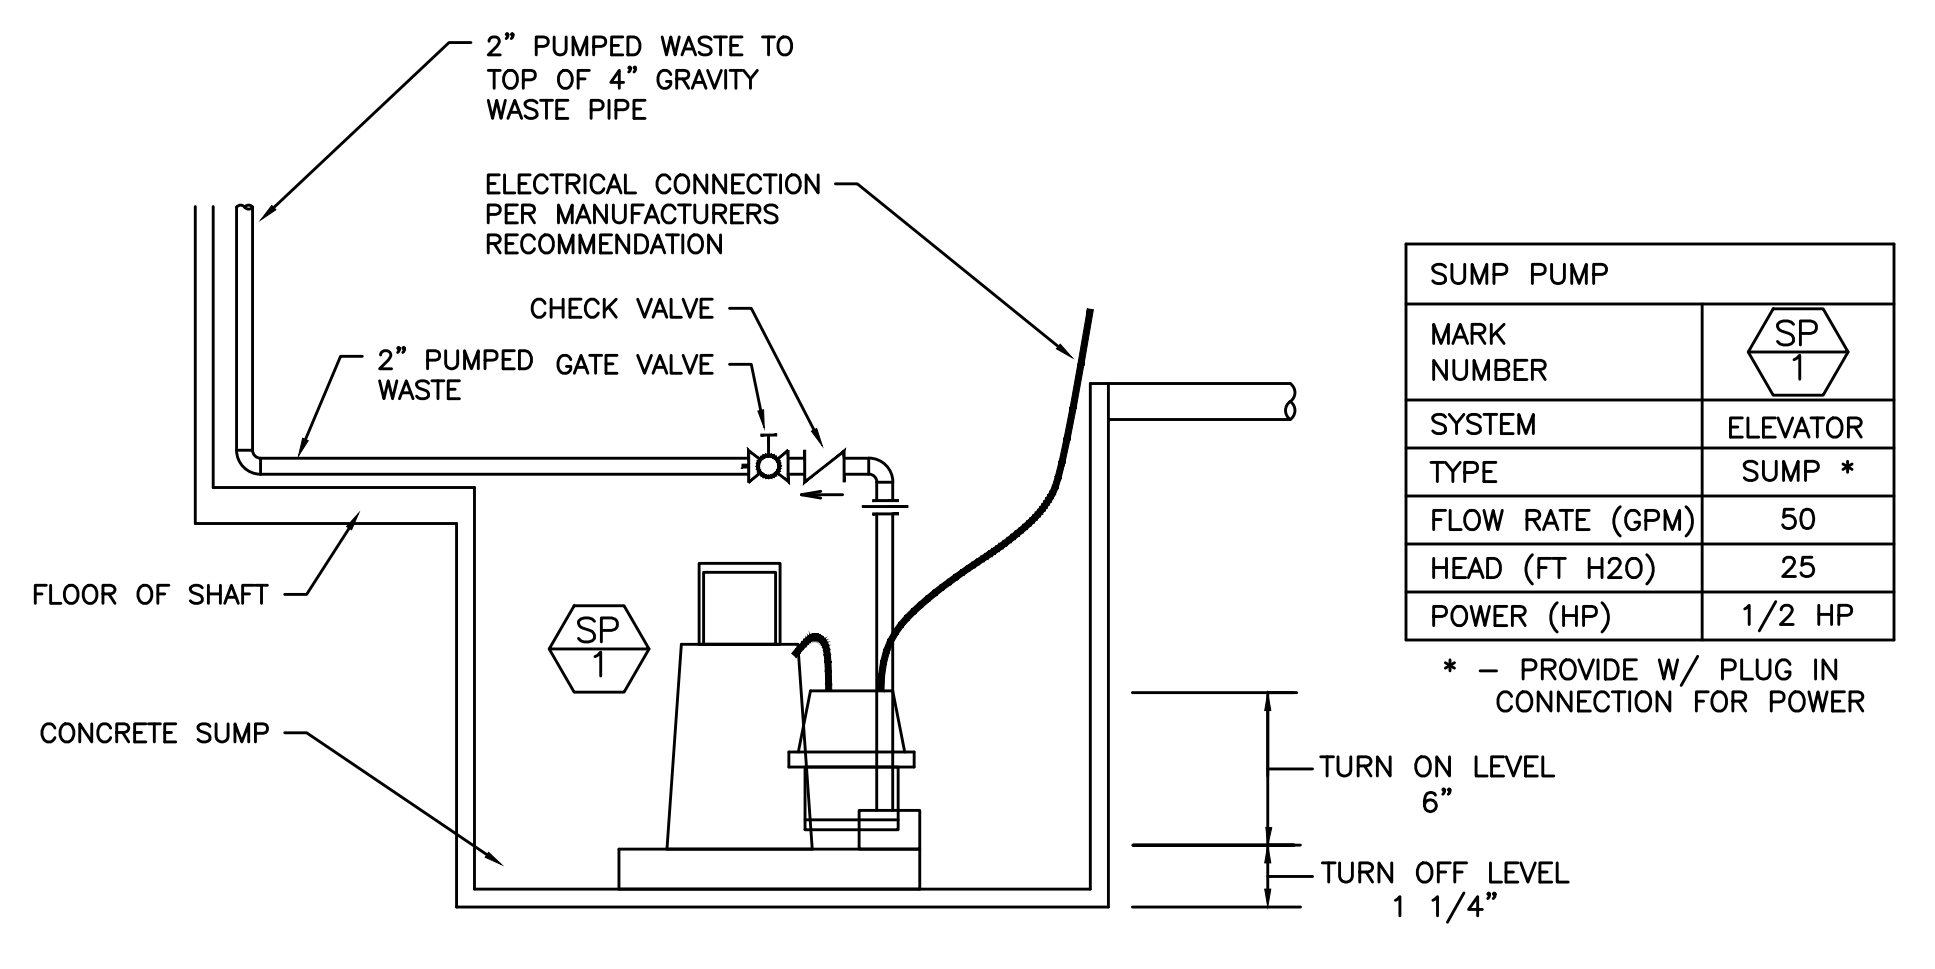 2” PUMPED WASTE TO
TOP OF 4” GRAVITY
WASTE PIPE
ELECTRICAL CONNECTION
PER MANUFACTURERS
RECOMMENDATION
CHECK VALVE
2” PUMPED
WASTE
GATE VALVE
FLOOR OF SHAFT
SP
1
CONCRETE SUMP
SUMP PUMP
MARK
NUMBER
SP
1
SYSTEM ELEVATOR
TYPE SUMP *
FLOW RATE (GPM) 50
HEAD (FT H2O) 25
POWER (HP) 1/2 HP
* – PROVIDE W/ PLUG IN
CONNECTION FOR POWER
TURN ON LEVEL
6”
TURN OFF LEVEL
1 1/4”